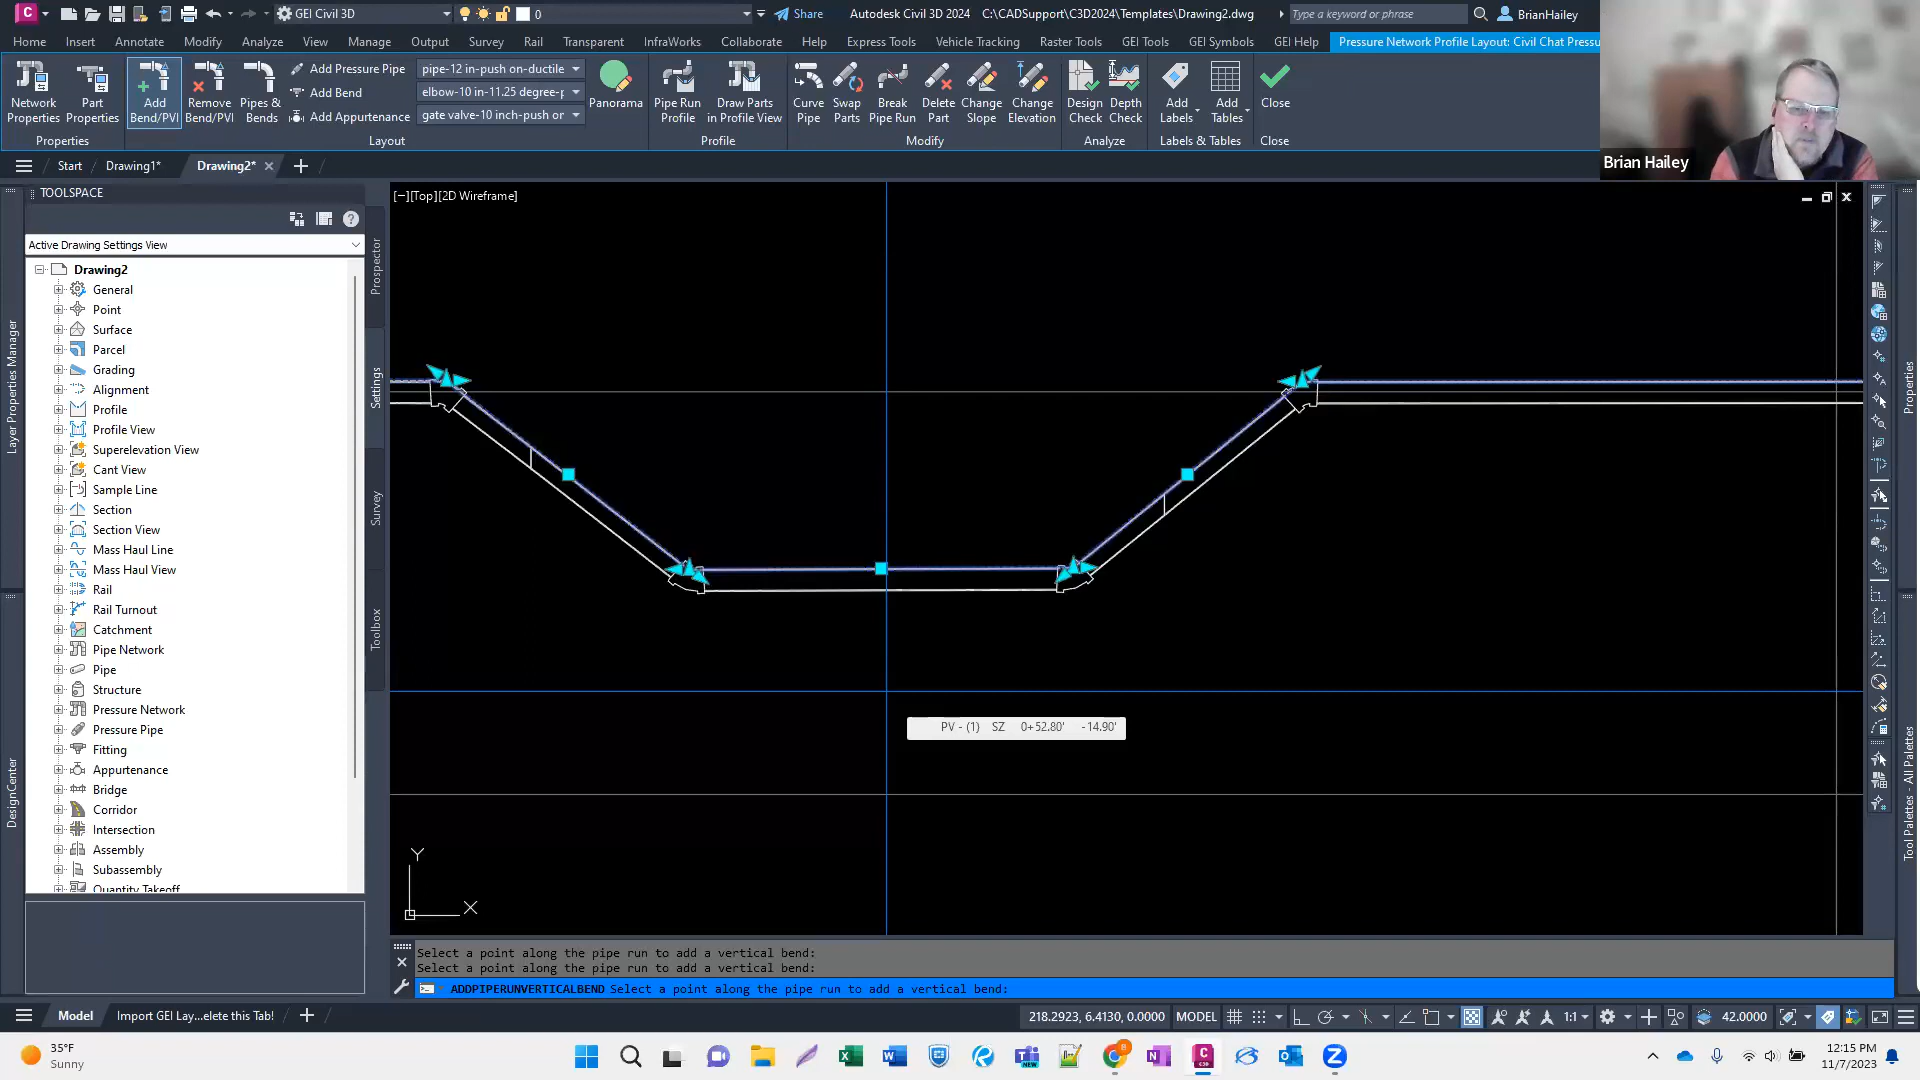 GEI Civil 3D
0
Share
Autodesk Civil 3D 2024 C:\CADSupport\C3D2024\Templates\Drawing2.dwg
Type a keyword or phrase
BrianHailey
Home Insert Annotate Modify Analyze View Manage Output Survey Rail Transparent InfraWorks Collaborate Help Express Tools Vehicle Tracking Raster Tools GEI Tools GEI Symbols GEI Help Pressure Network Profile Layout: Civil Chat Pressu
Network Properties
Part Properties
Add Bend/PVI
Remove Bend/PVI
Pipes & Bends
Add Pressure Pipe
pipe-12 in-push on-ductile
Add Bend
elbow-10 in-11.25 degree-p
Add Appurtenance
gate valve-10 inch-push or
Panorama
Pipe Run Profile
Draw Parts in Profile View
Curve Pipe
Swap Parts
Break Pipe Run
Delete Part
Change Slope
Change Elevation
Design Check
Depth Check
Add Labels
Add Tables
Close
Properties Layout Profile Modify Analyze Labels & Tables Close
Brian Hailey
Start Drawing1* Drawing2*
TOOLSPACE
Active Drawing Settings View
Drawing2
General
Point
Surface
Parcel
Grading
Alignment
Profile
Profile View
Superelevation View
Cant View
Sample Line
Section
Section View
Mass Haul Line
Mass Haul View
Rail
Rail Turnout
Catchment
Pipe Network
Pipe
Structure
Pressure Network
Pressure Pipe
Fitting
Appurtenance
Bridge
Corridor
Intersection
Assembly
Subassembly
Quantity Takeoff
Prospector
Settings
Survey
Toolbox
Layer Properties Manager
DesignCenter
[−][Top][2D Wireframe]
PV - (1) SZ 0+52.80' -14.90'
Y
X
Properties
Tool Palettes - All Palettes
Select a point along the pipe run to add a vertical bend:
Select a point along the pipe run to add a vertical bend:
ADDPIPERUNVERTICALBEND Select a point along the pipe run to add a vertical bend:
Model Import GEI Lay...elete this Tab!
218.2923, 6.4130, 0.0000 MODEL
1:1
42.0000
35°F
Sunny
NEW
12:15 PM
11/7/2023